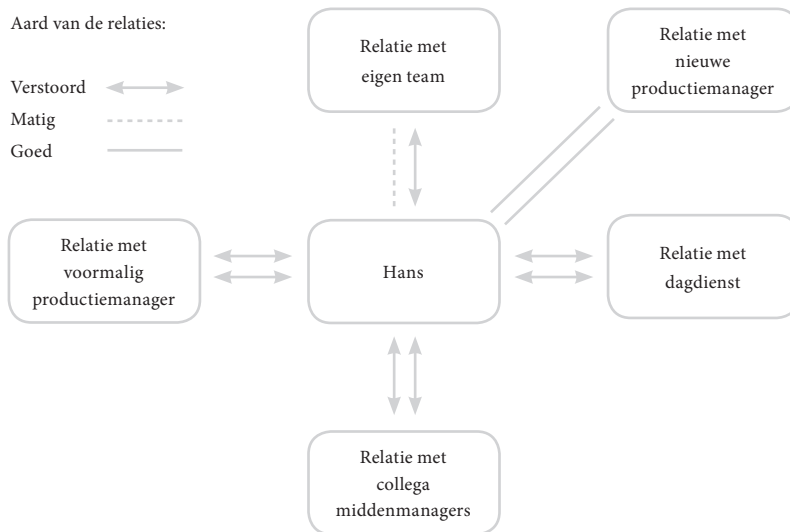 Aard van de relaties:
Verstoord
Matig
Goed
Relatie met
eigen team
Relatie met
nieuwe
productiemanager
Relatie met
voormalig
productiemanager
Hans
Relatie met
dagdienst
Relatie met
collega
middenmanagers